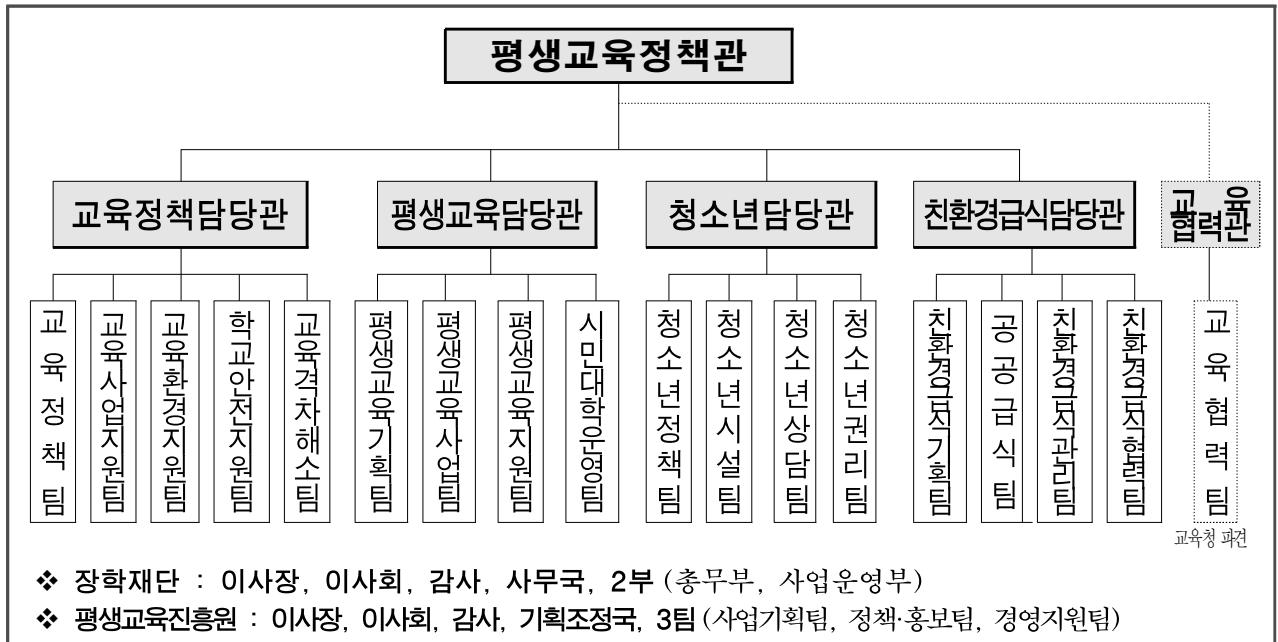 평생교육정책관
교육정책담당관
평생교육담당관
청소년담당관
친환경급식담당관
교 육
협력관
교육정책팀
교육사업지원팀
교육환경지원팀
학교안전지원팀
교육격차해소팀
평생교육기획팀
평생교육사업팀
평생교육지원팀
시민대학운영팀
청소년정책팀
청소년시설팀
청소년상담팀
청소년권리팀
친환경급식기획팀
공공급식팀
친환경급식관리팀
친환경급식협력팀
교육협력팀
교육청 파견
❖ 장학재단 : 이사장, 이사회, 감사, 사무국, 2부 (총무부, 사업운영부)
❖ 평생교육진흥원 : 이사장, 이사회, 감사, 기획조정국, 3팀 (사업기획팀, 정책·홍보팀, 경영지원팀)